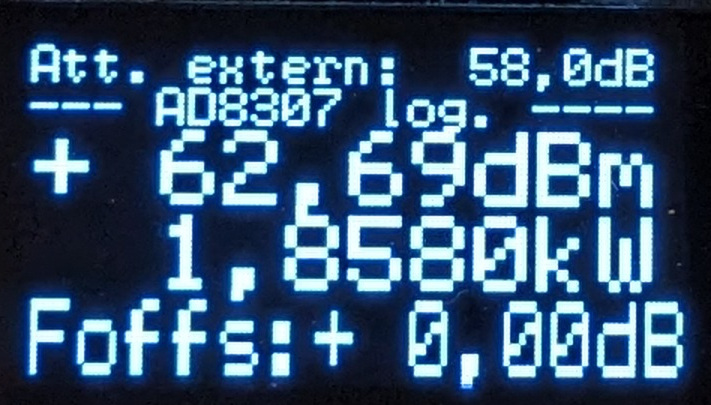 Att. extern: 58,0dB
--- AD8307 log. ----
+ 62,69dBm
1,8580kW
Foffs:+ 0,00dB